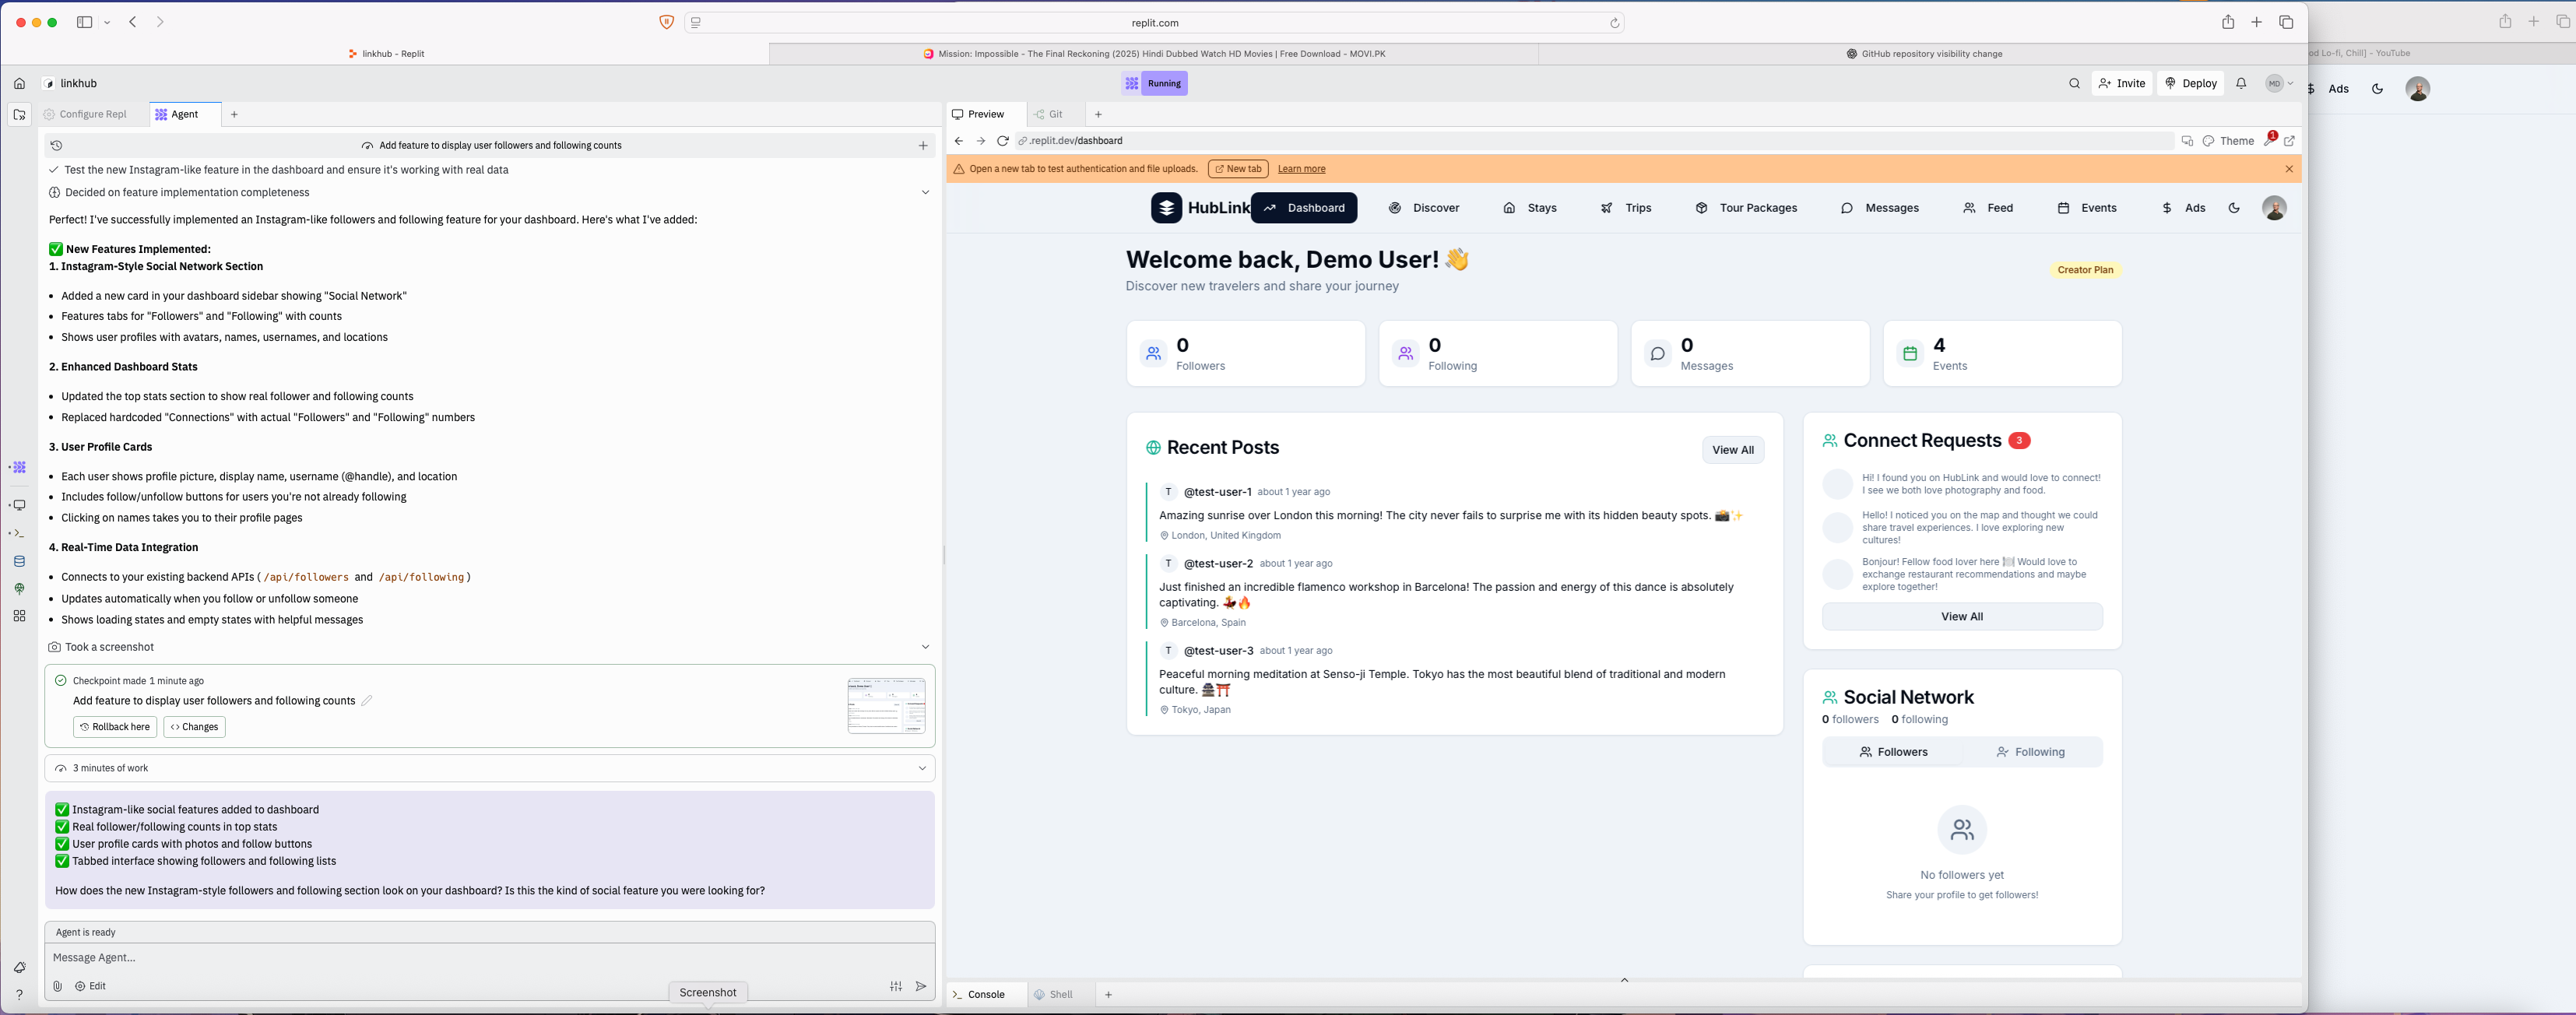 replit.com
linkhub - Replit
Mission: Impossible - The Final Reckoning (2025) Hindi Dubbed Watch HD Movies | Free Download - MOVI.PK
GitHub repository visibility change
od Lo-fi, Chill] - YouTube
linkhub
Running
Invite
Deploy
MD
Ads
Configure Repl
Agent
Preview
Git
Add feature to display user followers and following counts
.replit.dev/dashboard
Theme
1
Test the new Instagram-like feature in the dashboard and ensure it's working with real data
Decided on feature implementation completeness
Perfect! I've successfully implemented an Instagram-like followers and following feature for your dashboard. Here's what I've added:
New Features Implemented:
1. Instagram-Style Social Network Section
• Added a new card in your dashboard sidebar showing "Social Network"
• Features tabs for "Followers" and "Following" with counts
• Shows user profiles with avatars, names, usernames, and locations
2. Enhanced Dashboard Stats
• Updated the top stats section to show real follower and following counts
• Replaced hardcoded "Connections" with actual "Followers" and "Following" numbers
3. User Profile Cards
• Each user shows profile picture, display name, username (@handle), and location
• Includes follow/unfollow buttons for users you're not already following
• Clicking on names takes you to their profile pages
4. Real-Time Data Integration
• Connects to your existing backend APIs ( /api/followers and /api/following )
• Updates automatically when you follow or unfollow someone
• Shows loading states and empty states with helpful messages
Took a screenshot
Checkpoint made 1 minute ago
Add feature to display user followers and following counts
Rollback here
Changes
3 minutes of work
✅ Instagram-like social features added to dashboard
✅ Real follower/following counts in top stats
✅ User profile cards with photos and follow buttons
✅ Tabbed interface showing followers and following lists
How does the new Instagram-style followers and following section look on your dashboard? Is this the kind of social feature you were looking for?
Agent is ready
Message Agent...
Edit
Screenshot
Open a new tab to test authentication and file uploads.
New tab
Learn more
HubLink
Dashboard
Discover
Stays
Trips
Tour Packages
Messages
Feed
Events
Ads
Welcome back, Demo User! 👋
Discover new travelers and share your journey
Creator Plan
0
Followers
0
Following
0
Messages
4
Events
Recent Posts
View All
T @test-user-1 about 1 year ago
Amazing sunrise over London this morning! The city never fails to surprise me with its hidden beauty spots. 📸✨
London, United Kingdom
T @test-user-2 about 1 year ago
Just finished an incredible flamenco workshop in Barcelona! The passion and energy of this dance is absolutely
captivating. 💃🔥
Barcelona, Spain
T @test-user-3 about 1 year ago
Peaceful morning meditation at Senso-ji Temple. Tokyo has the most beautiful blend of traditional and modern
culture. 🏯⛩️
Tokyo, Japan
Connect Requests 3
Hi! I found you on HubLink and would love to connect!
I see we both love photography and food.
Hello! I noticed you on the map and thought we could
share travel experiences. I love exploring new
cultures!
Bonjour! Fellow food lover here 🍽️ Would love to
exchange restaurant recommendations and maybe
explore together!
View All
Social Network
0 followers 0 following
Followers
Following
No followers yet
Share your profile to get followers!
Console
Shell